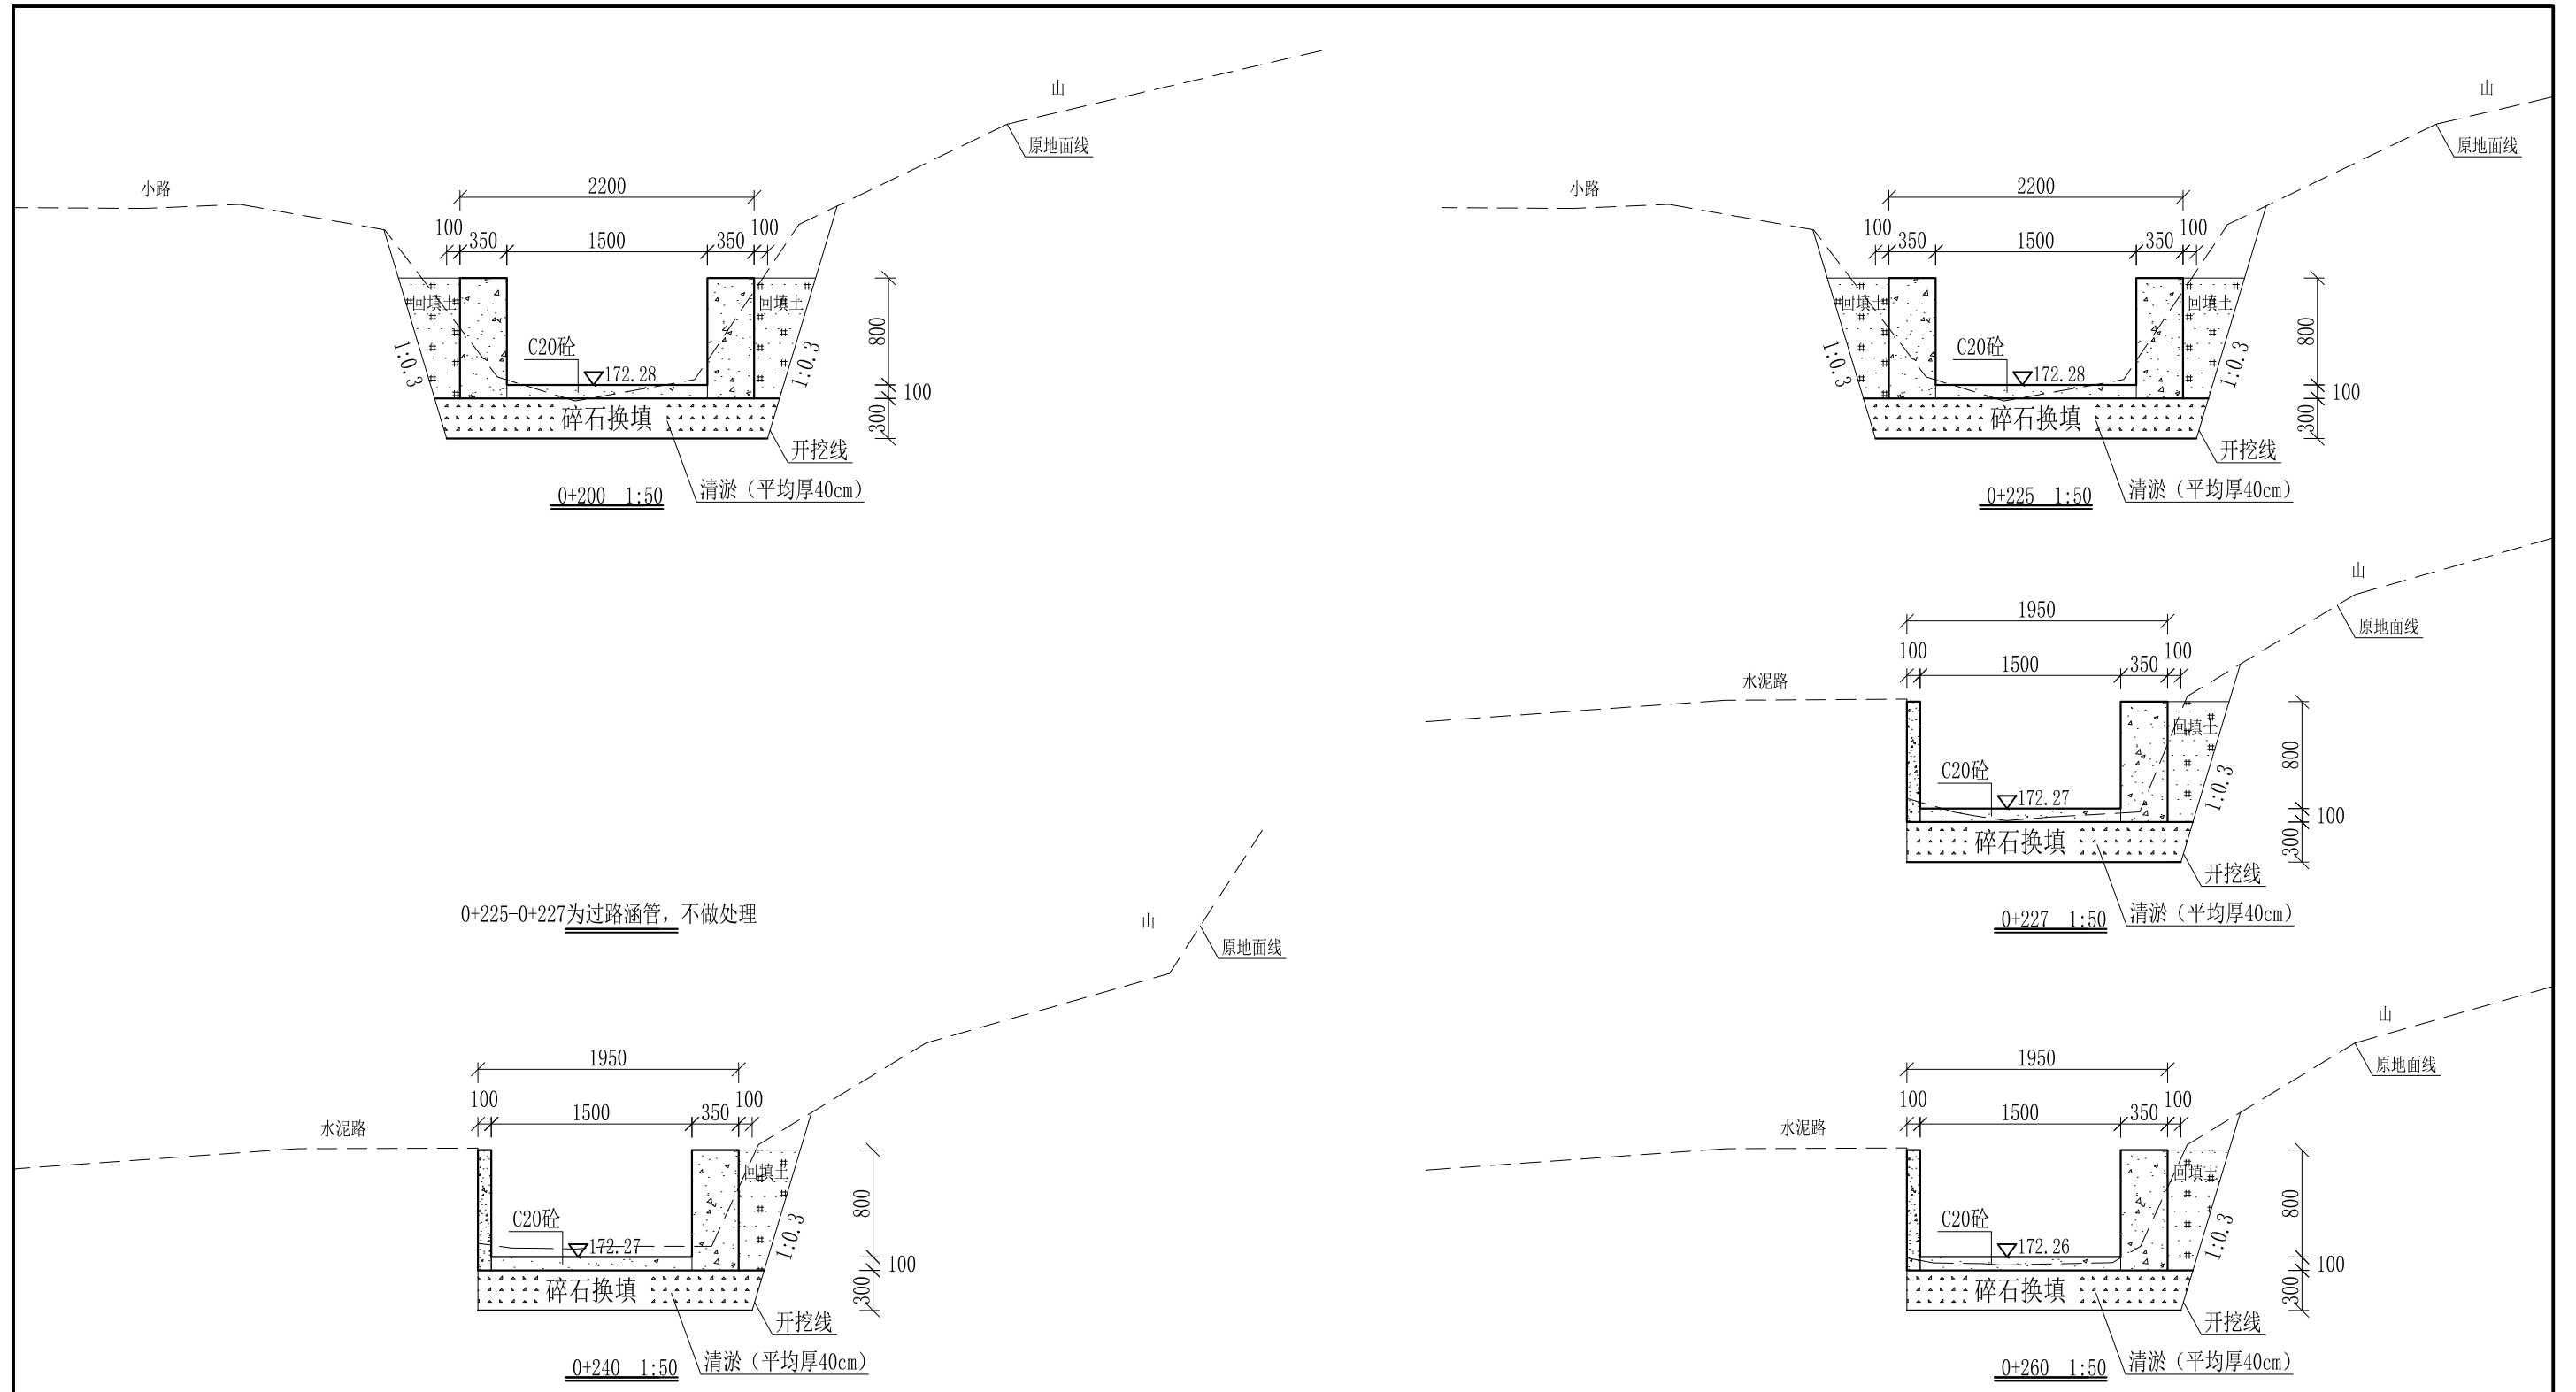 山
原地面线
小路
2200
100 350 1500 350 100
回填土 回填土
800
C20砼
172.28
1:0.3 1:0.3
100
碎石换填
300
开挖线
清淤（平均厚40cm）
0+200 1:50
山
原地面线
小路
2200
100 350 1500 350 100
回填土 回填土
800
C20砼
172.28
1:0.3 1:0.3
100
碎石换填
300
开挖线
清淤（平均厚40cm）
0+225 1:50
山
原地面线
1950
100 1500 350 100
水泥路
回填土
800
C20砼
172.27
1:0.3
100
碎石换填
300
开挖线
清淤（平均厚40cm）
0+227 1:50
0+225-0+227为过路涵管，不做处理
山
原地面线
1950
100 1500 350 100
水泥路
回填土
800
C20砼
172.27
1:0.3
100
碎石换填
300
开挖线
清淤（平均厚40cm）
0+240 1:50
山
原地面线
1950
100 1500 350 100
水泥路
回填土
800
C20砼
172.26
1:0.3
100
碎石换填
300
开挖线
清淤（平均厚40cm）
0+260 1:50